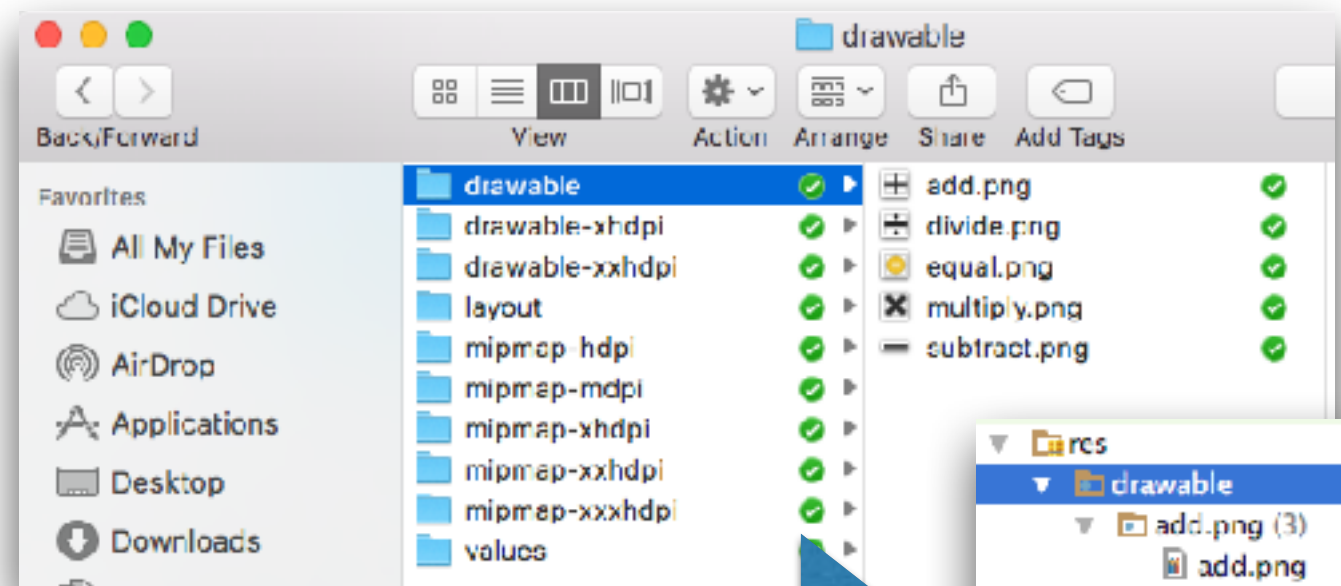 drawable
Back/Forward View Action Arrange Share Add Tags
Favorites
All My Files
iCloud Drive
AirDrop
Applications
Desktop
Downloads
drawable
drawable-xhdpi
drawable-xxhdpi
layout
mipmap-hdpi
mipmap-mdpi
mipmap-xhdpi
mipmap-xxhdpi
mipmap-xxxhdpi
values
add.png
divide.png
equal.png
multiply.png
subtract.png
res
drawable
add.png (3)
add.png